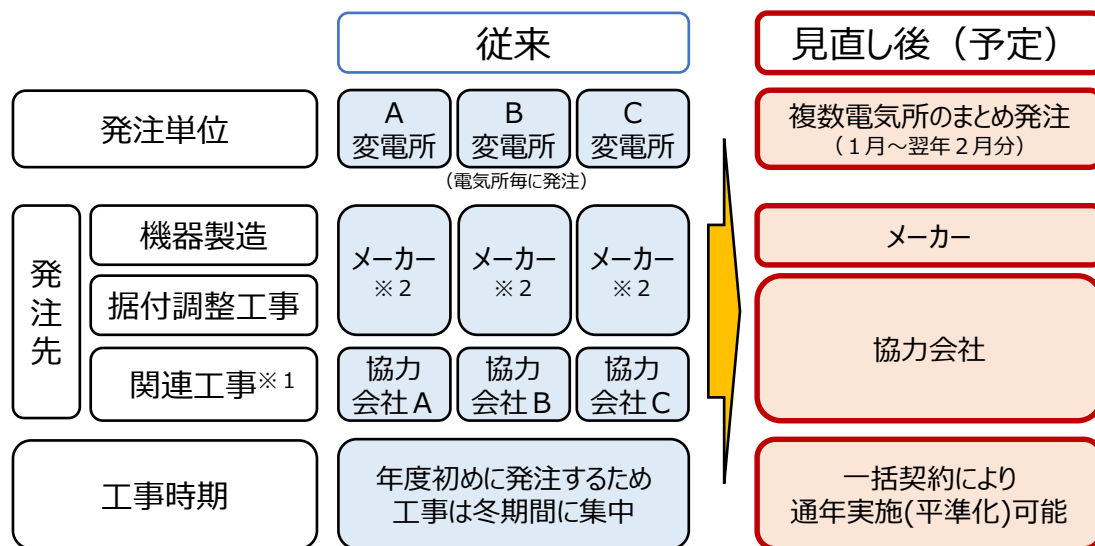 従来
見直し後（予定）
発注単位
A
変電所
B
変電所
C
変電所
（電気所毎に発注）
複数電気所のまとめ発注
（１月～翌年２月分）
発注先
機器製造
据付調整工事
関連工事※１
メーカー
※２
メーカー
※２
メーカー
※２
協力
会社A
協力
会社B
協力
会社C
メーカー
協力会社
工事時期
年度初めに発注するため
工事は冬期間に集中
一括契約により
通年実施(平準化)可能